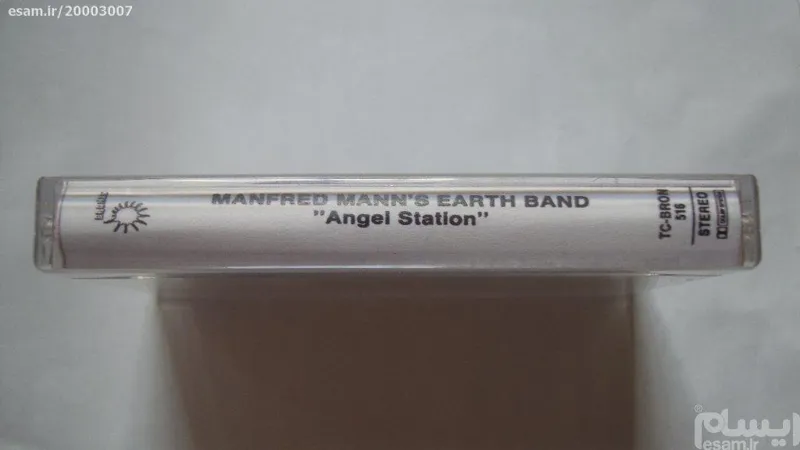 esam.ir/20003007
MANFRED MANN'S EARTH BAND
"Angel Station"
TC-BRON
516
STEREO
ایسام
esam.ir